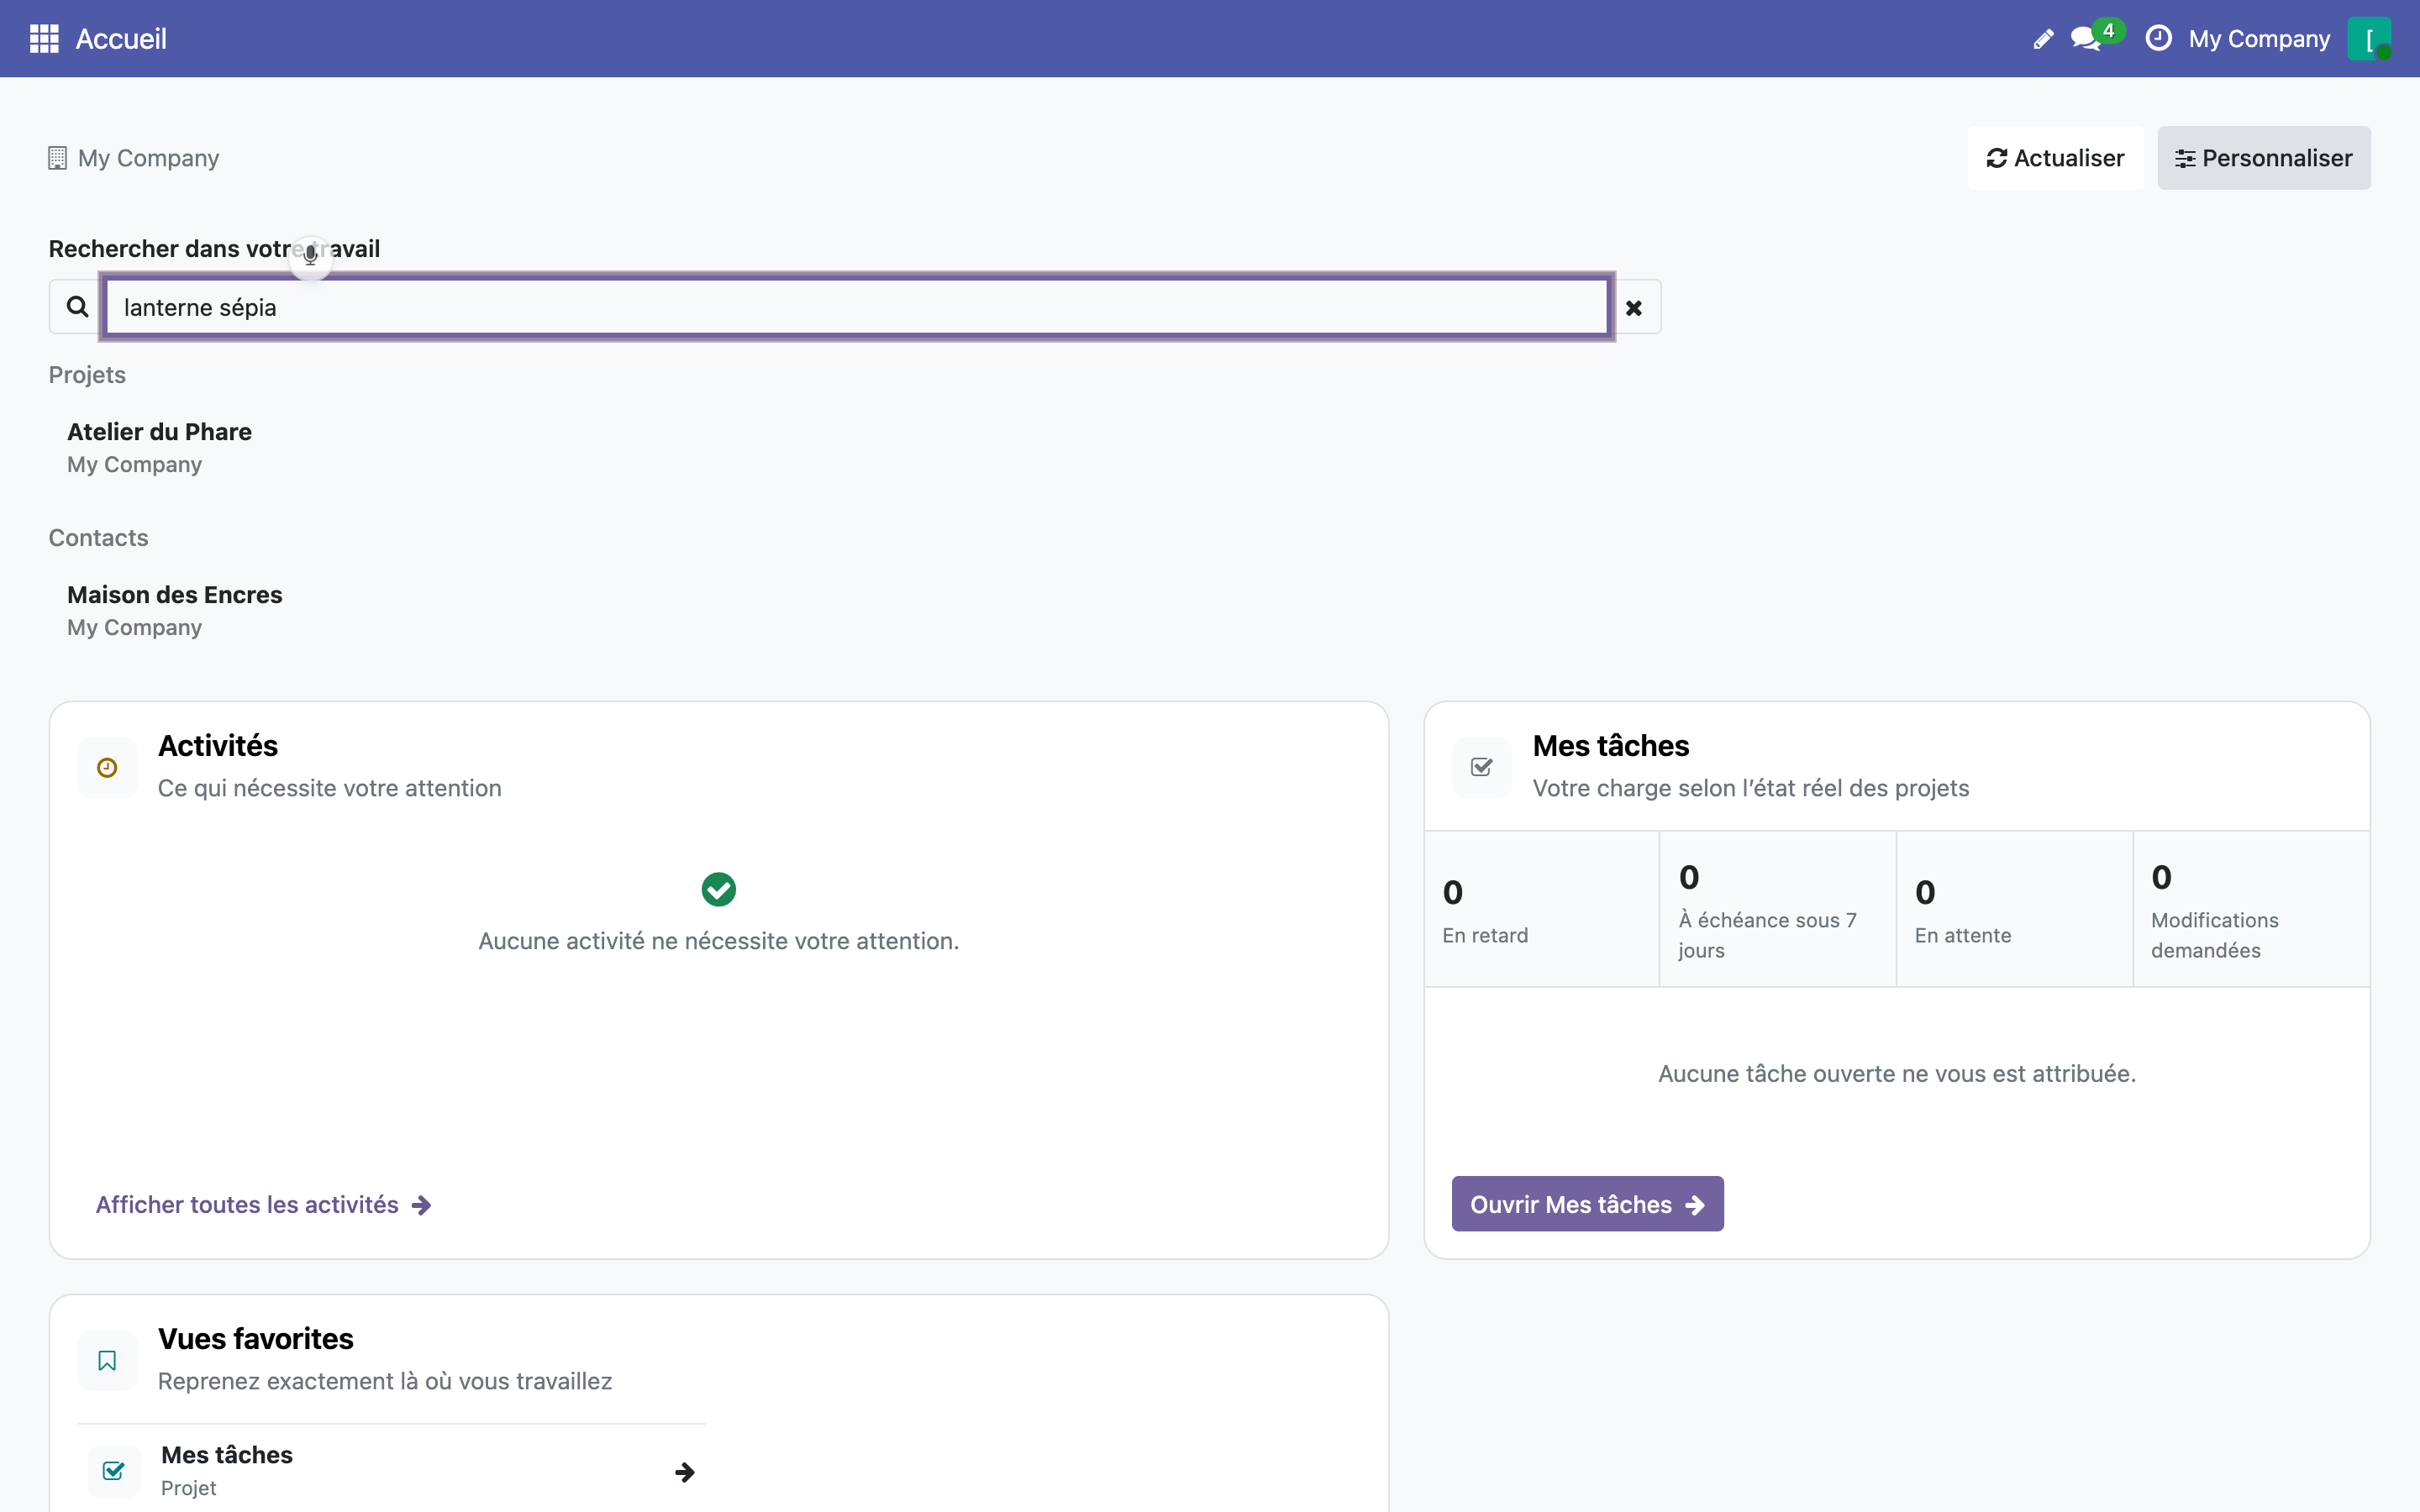 Accueil
4
My Company
[
My Company
Actualiser
Personnaliser
Rechercher dans votre travail
lanterne sépia
Projets
Atelier du Phare
My Company
Contacts
Maison des Encres
My Company
Activités
Ce qui nécessite votre attention
Aucune activité ne nécessite votre attention.
Afficher toutes les activités
Mes tâches
Votre charge selon l’état réel des projets
0
En retard
0
À échéance sous 7
jours
0
En attente
0
Modifications
demandées
Aucune tâche ouverte ne vous est attribuée.
Ouvrir Mes tâches
Vues favorites
Reprenez exactement là où vous travaillez
Mes tâches
Projet